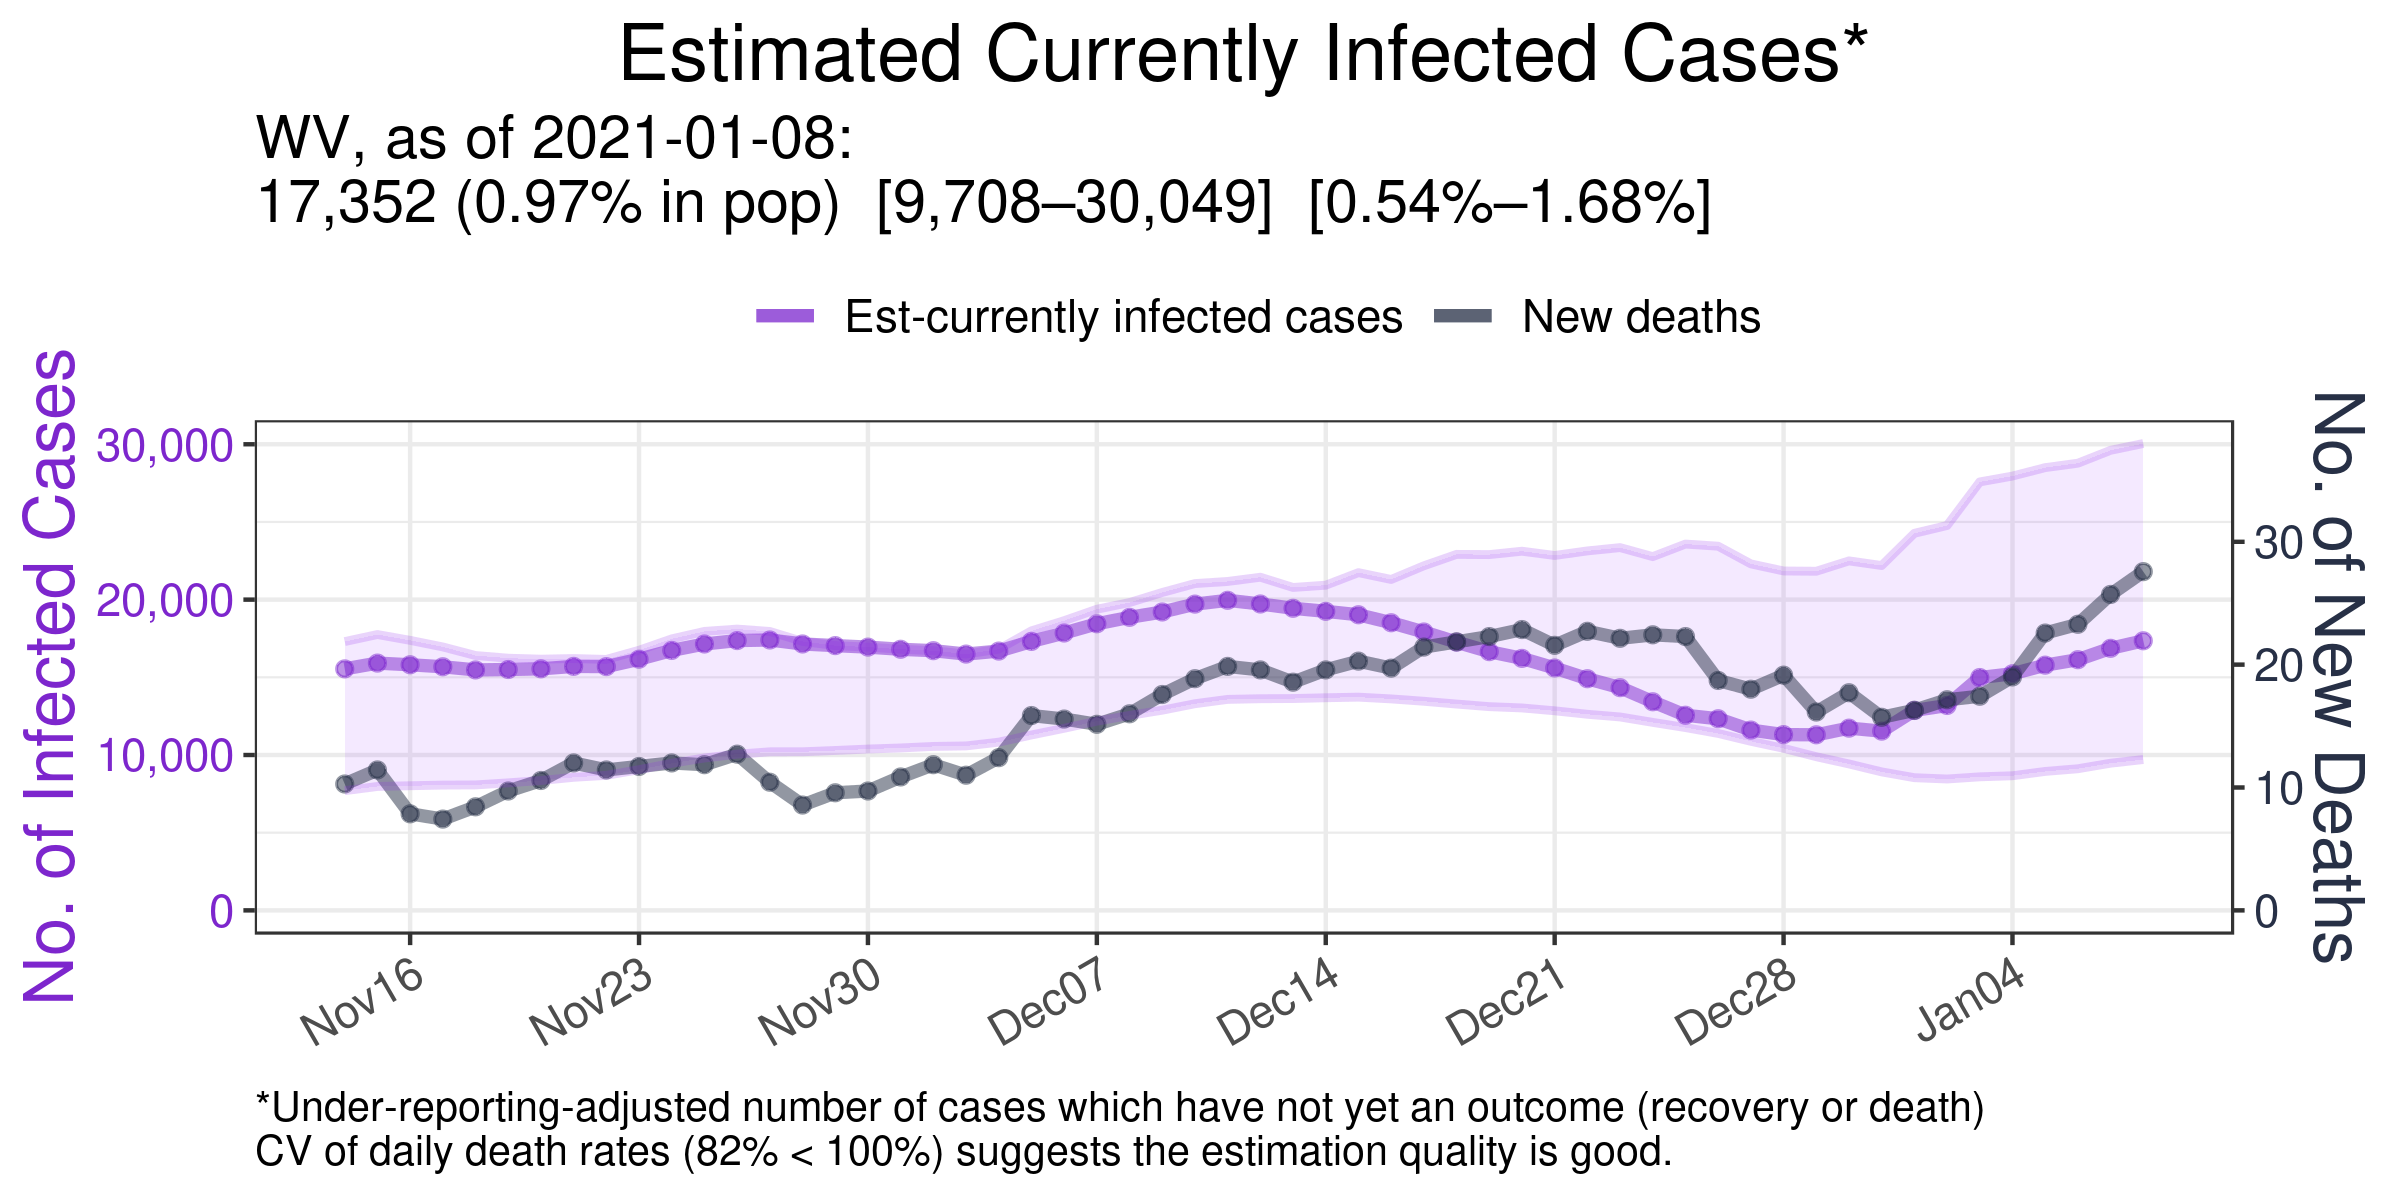 Estimated Currently Infected Cases*
WV, as of 2021-01-08:
17,352 (0.97% in pop)  [9,708–30,049]  [0.54%–1.68%]
Est-currently infected cases
New deaths
No. of Infected Cases
30,000
20,000
10,000
0
No. of New Deaths
30
20
10
0
Nov16
Nov23
Nov30
Dec07
Dec14
Dec21
Dec28
Jan04
*Under-reporting-adjusted number of cases which have not yet an outcome (recovery or death)
CV of daily death rates (82% < 100%) suggests the estimation quality is good.